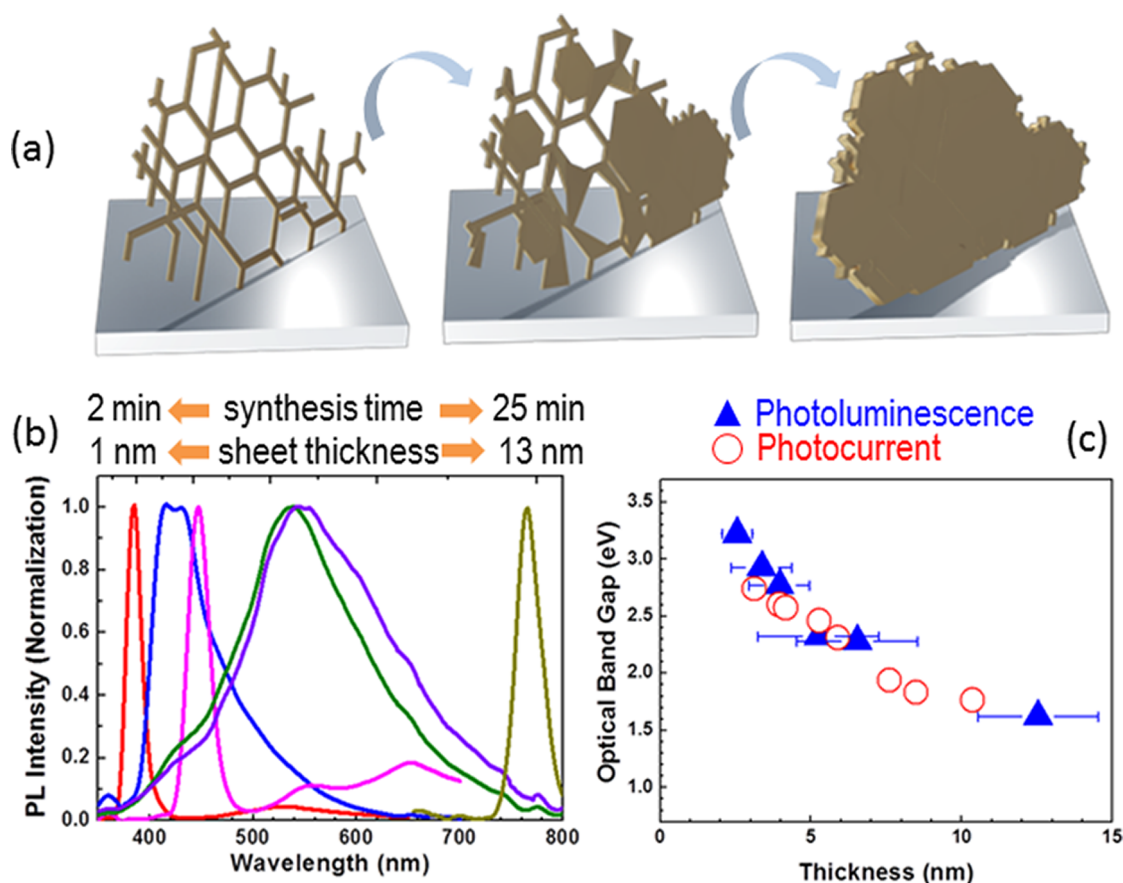 (a)
(b)
2 min synthesis time 25 min
1 nm sheet thickness 13 nm
PL Intensity (Normalization)
1.0
0.8
0.6
0.4
0.2
0.0
400 500 600 700 800
Wavelength (nm)
Photoluminescence
Photocurrent
(c)
Optical Band Gap (eV)
3.5
3.0
2.5
2.0
1.5
1.0
0 5 10 15
Thickness (nm)